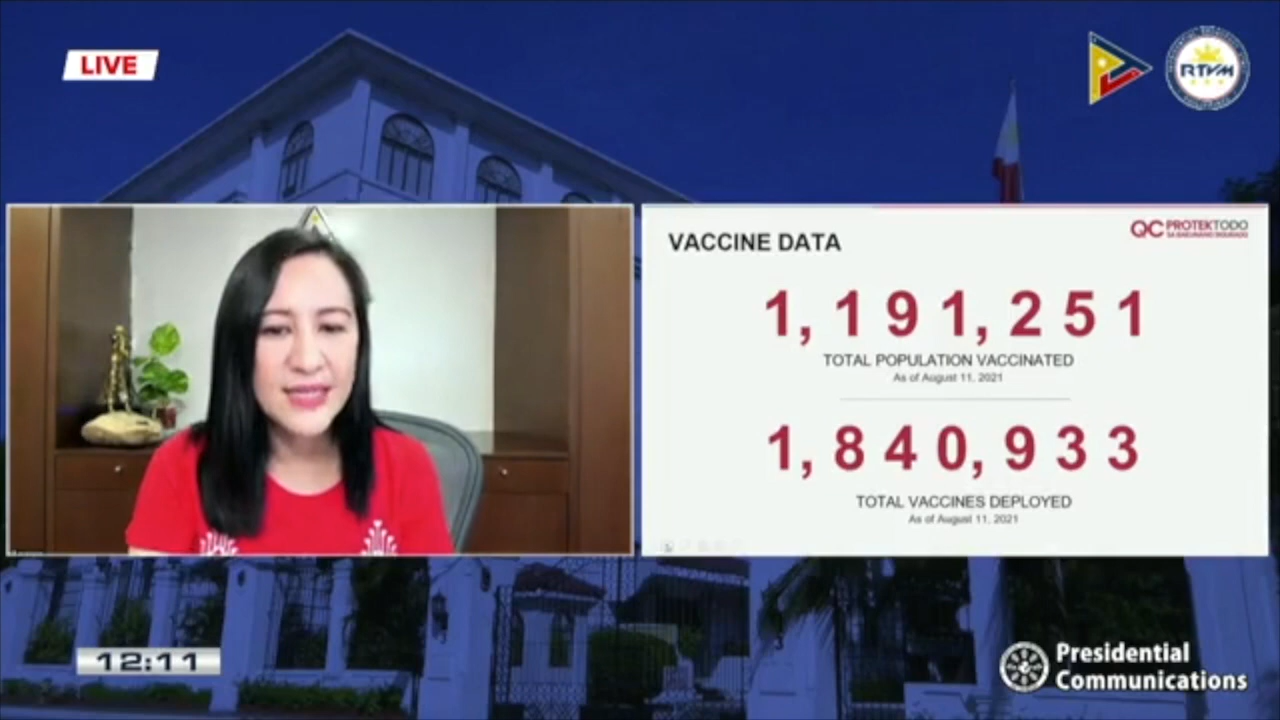 LIVE
RTVM
VACCINE DATA
QC PROTEKTODO
1,191,251
TOTAL POPULATION VACCINATED
As of August 11, 2021
1,840,933
TOTAL VACCINES DEPLOYED
As of August 11, 2021
12:11
Presidential
Communications